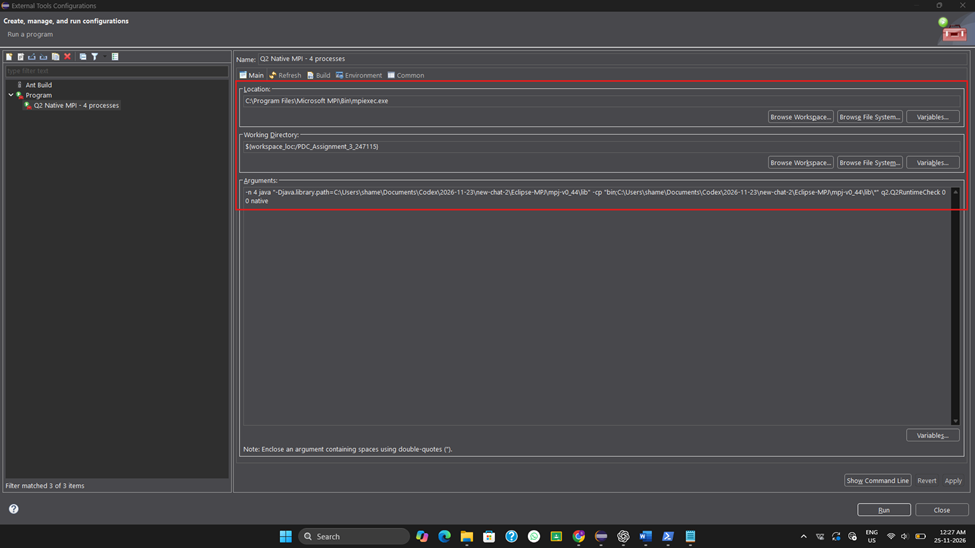 External Tools Configurations
Create, manage, and run configurations
Run a program
type filter text
Ant Build
Program
Q2 Native MPI - 4 processes
Filter matched 3 of 3 items
Name: Q2 Native MPI - 4 processes
Main Refresh Build Environment Common
Location:
C:\Program Files\Microsoft MPI\Bin\mpiexec.exe
Browse Workspace... Browse File System... Variables...
Working Directory:
${workspace_loc:/PDC_Assignment_3_247115}
Browse Workspace... Browse File System... Variables...
Arguments:
-n 4 java "-Djava.library.path=C:\Users\shame\Documents\Codex\2026-11-23\new-chat-2\Eclipse-MPJ\mpj-v0_44\lib" -cp "bin;C:\Users\shame\Documents\Codex\2026-11-23\new-chat-2\Eclipse-MPJ\mpj-v0_44\lib\*" q2.Q2RuntimeCheck 0
0 native
Variables...
Note: Enclose an argument containing spaces using double-quotes (").
Show Command Line Revert Apply
Run Close
Search
ENG
US
12:27 AM
25-11-2026